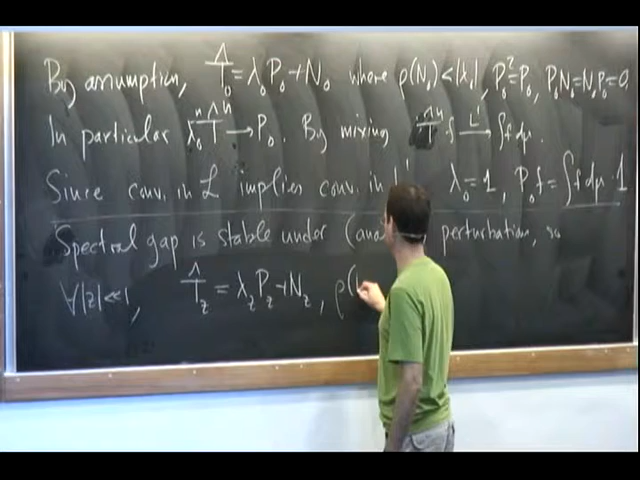 By assumption, T̂₀ = λ₀P₀ + N₀ where ρ(N₀) < |λ₀|, P₀² = P₀, P₀N₀ = N₀P₀ = 0.
In particular λ₀⁻ⁿ T̂ⁿ → P₀. By mixing T̂ⁿ f —L¹→ ∫f dμ.
Since conv. in ℒ implies conv. in L¹ λ₀ = 1, P₀f = ∫f dμ · 1
Spectral gap is stable under perturbation, so
∀|z| ≪ 1, T̂_z = λ_z P_z + N_z, ρ(